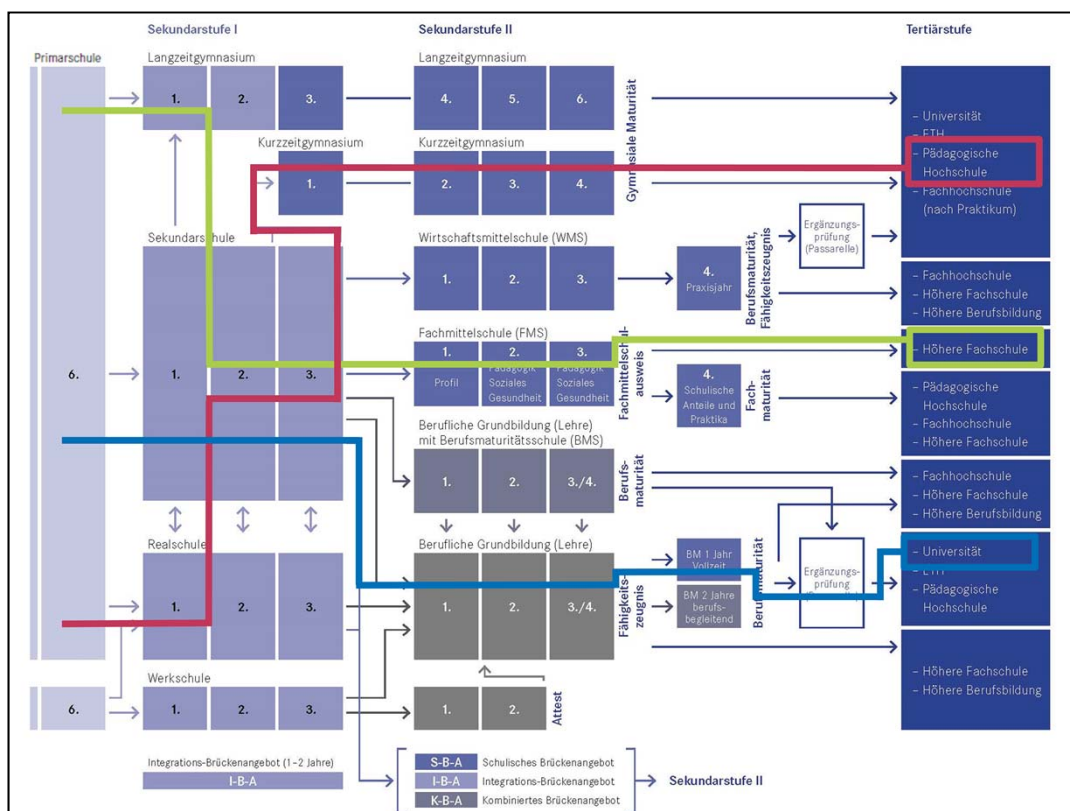 Sekundarstufe I
Sekundarstufe II
Tertiärstufe
Primarschule
6.
6.
Langzeitgymnasium
1.
2.
3.
Kurzzeitgymnasium
1.
Sekundarschule
1.
2.
3.
Realschule
1.
2.
3.
Werkschule
1.
2.
3.
Integrations-Brückenangebot (1–2 Jahre)
I-B-A
Langzeitgymnasium
4.
5.
6.
Kurzzeitgymnasium
2.
3.
4.
Gymnasiale Maturität
Wirtschaftsmittelschule (WMS)
1.
2.
3.
4.
Praxisjahr
Berufsmaturität,
Fähigkeitszeugnis
Ergänzungs-
prüfung
(Passarelle)
Fachmittelschule (FMS)
1.
Profil
2.
Pädagogik
Soziales
Gesundheit
3.
Pädagogik
Soziales
Gesundheit
Fachmittelschul-
ausweis
4.
Schulische
Anteile und
Praktika
Fach-
maturität
Berufliche Grundbildung (Lehre)
mit Berufsmaturitätsschule (BMS)
1.
2.
3./4.
Berufs-
maturität
Berufliche Grundbildung (Lehre)
1.
2.
3./4.
Fähigkeits-
zeugnis
BM 1 Jahr
Vollzeit
BM 2 Jahre
berufs-
begleitend
Berufsmaturität
Ergänzungs-
prüfung
1.
2.
Attest
S-B-A Schulisches Brückenangebot
I-B-A Integrations-Brückenangebot
K-B-A Kombiniertes Brückenangebot
Sekundarstufe II
– Universität
– ETH
– Pädagogische
Hochschule
– Fachhochschule
(nach Praktikum)
– Fachhochschule
– Höhere Fachschule
– Höhere Berufsbildung
– Höhere Fachschule
– Pädagogische
Hochschule
– Fachhochschule
– Höhere Fachschule
– Fachhochschule
– Höhere Fachschule
– Höhere Berufsbildung
– Universität
– ETH
– Pädagogische
Hochschule
– Höhere Fachschule
– Höhere Berufsbildung